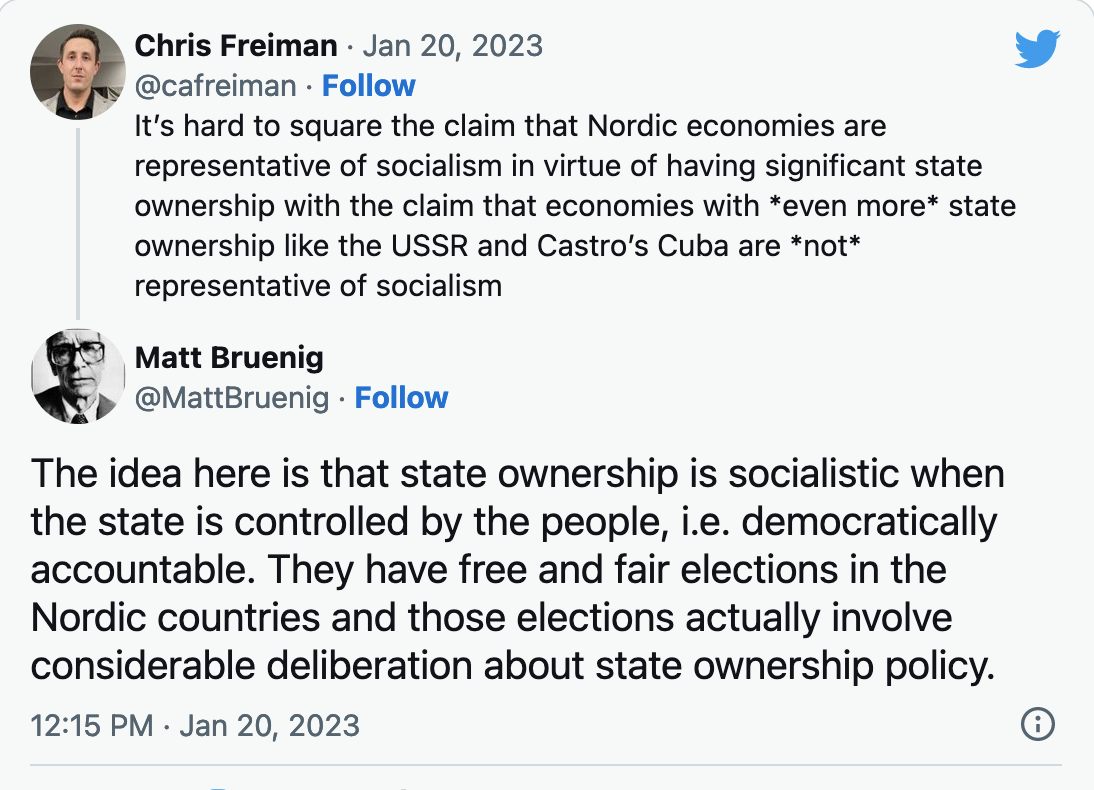 Chris Freiman · Jan 20, 2023
@cafreiman · Follow
It’s hard to square the claim that Nordic economies are
representative of socialism in virtue of having significant state
ownership with the claim that economies with *even more* state
ownership like the USSR and Castro’s Cuba are *not*
representative of socialism
Matt Bruenig
@MattBruenig · Follow
The idea here is that state ownership is socialistic when
the state is controlled by the people, i.e. democratically
accountable. They have free and fair elections in the
Nordic countries and those elections actually involve
considerable deliberation about state ownership policy.
12:15 PM · Jan 20, 2023